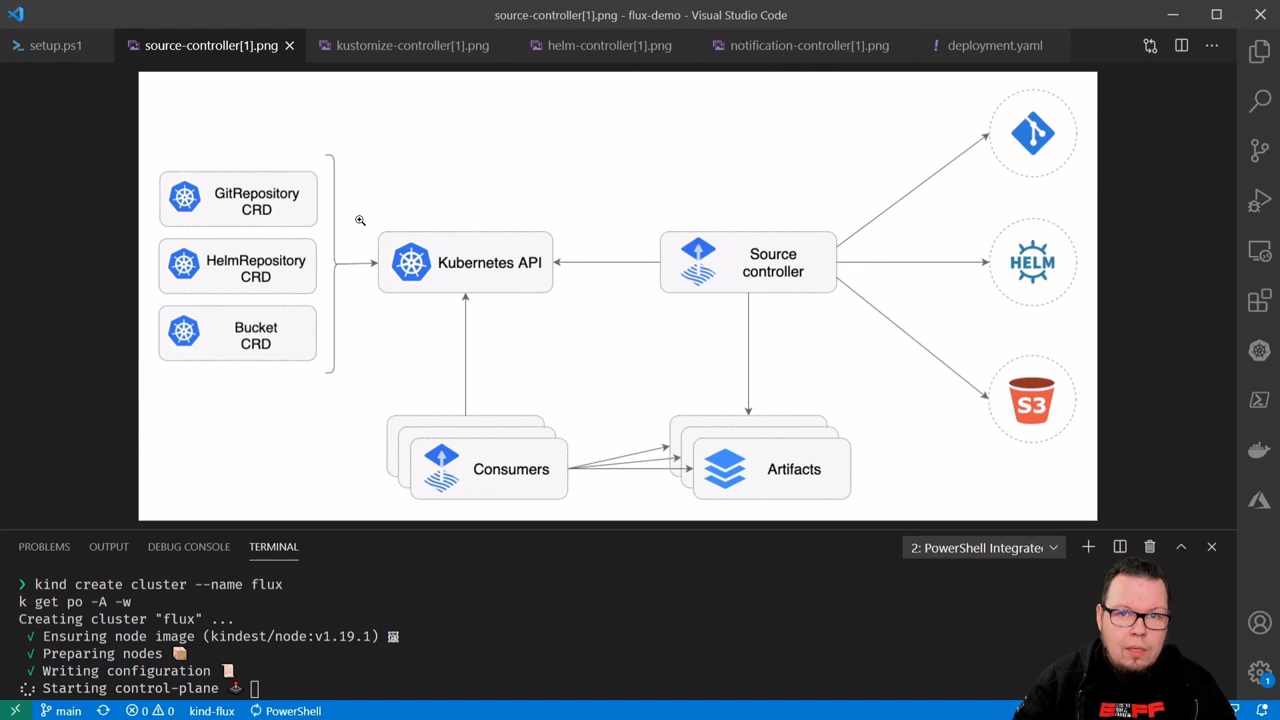 source-controller[1].png - flux-demo - Visual Studio Code
setup.ps1
source-controller[1].png
kustomize-controller[1].png
helm-controller[1].png
notification-controller[1].png
deployment.yaml
GitRepository
CRD
HelmRepository
CRD
Bucket
CRD
Kubernetes API
Source
controller
HELM
S3
Consumers
Artifacts
PROBLEMS
OUTPUT
DEBUG CONSOLE
TERMINAL
2: PowerShell Integrate
❯ kind create cluster --name flux
k get po -A -w
Creating cluster "flux" ...
✓ Ensuring node image (kindest/node:v1.19.1)
✓ Preparing nodes
✓ Writing configuration
Starting control-plane
main
0
0
kind-flux
PowerShell
1